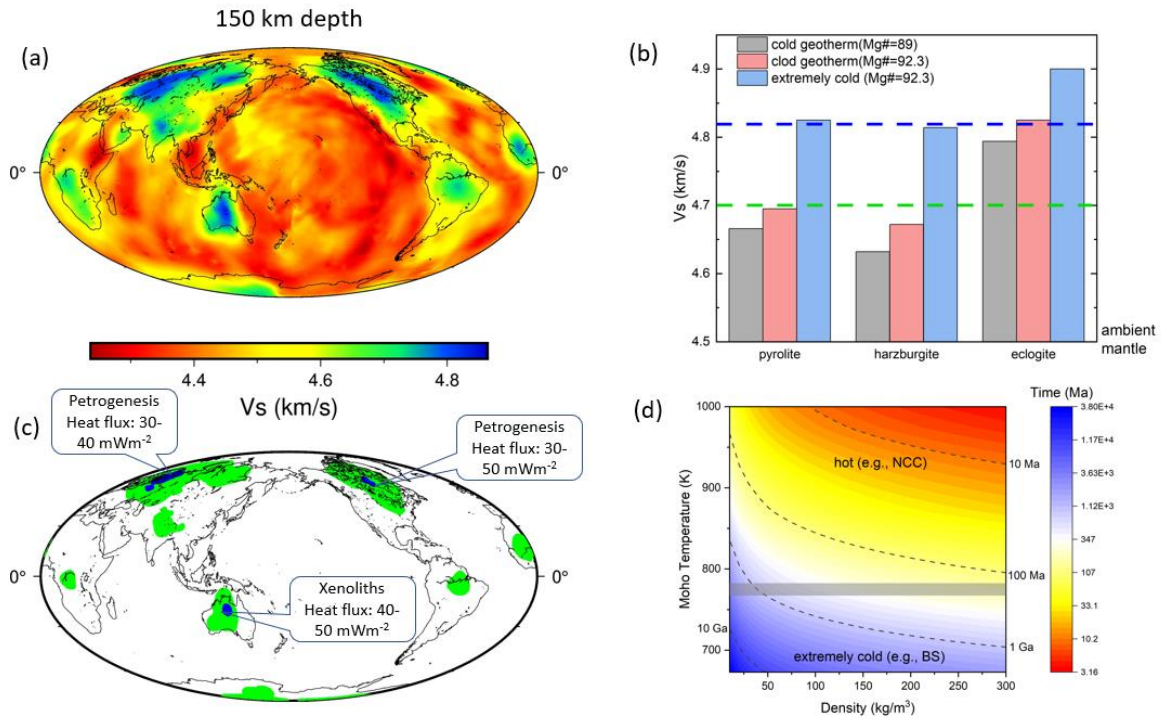 150 km depth
(a)
0°
0°
4.4
4.6
4.8
Vs (km/s)
(b)
cold geotherm(Mg#=89)
clod geotherm(Mg#=92.3)
extremely cold (Mg#=92.3)
4.9
4.8
4.7
4.6
4.5
Vs (km/s)
pyrolite
harzburgite
eclogite
ambient
mantle
(c)
Petrogenesis
Heat flux: 30-
40 mWm-2
Petrogenesis
Heat flux: 30-
50 mWm-2
Xenoliths
Heat flux: 40-
50 mWm-2
0°
0°
(d)
Time (Ma)
1000
900
800
700
Moho Temperature (K)
hot (e.g., NCC)
extremely cold (e.g., BS)
10 Ma
100 Ma
1 Ga
10 Ga
50
100
150
200
250
300
Density (kg/m3)
3.80E+4
1.17E+4
3.72E+3
1.18E+3
347
107
33.1
10.2
3.16